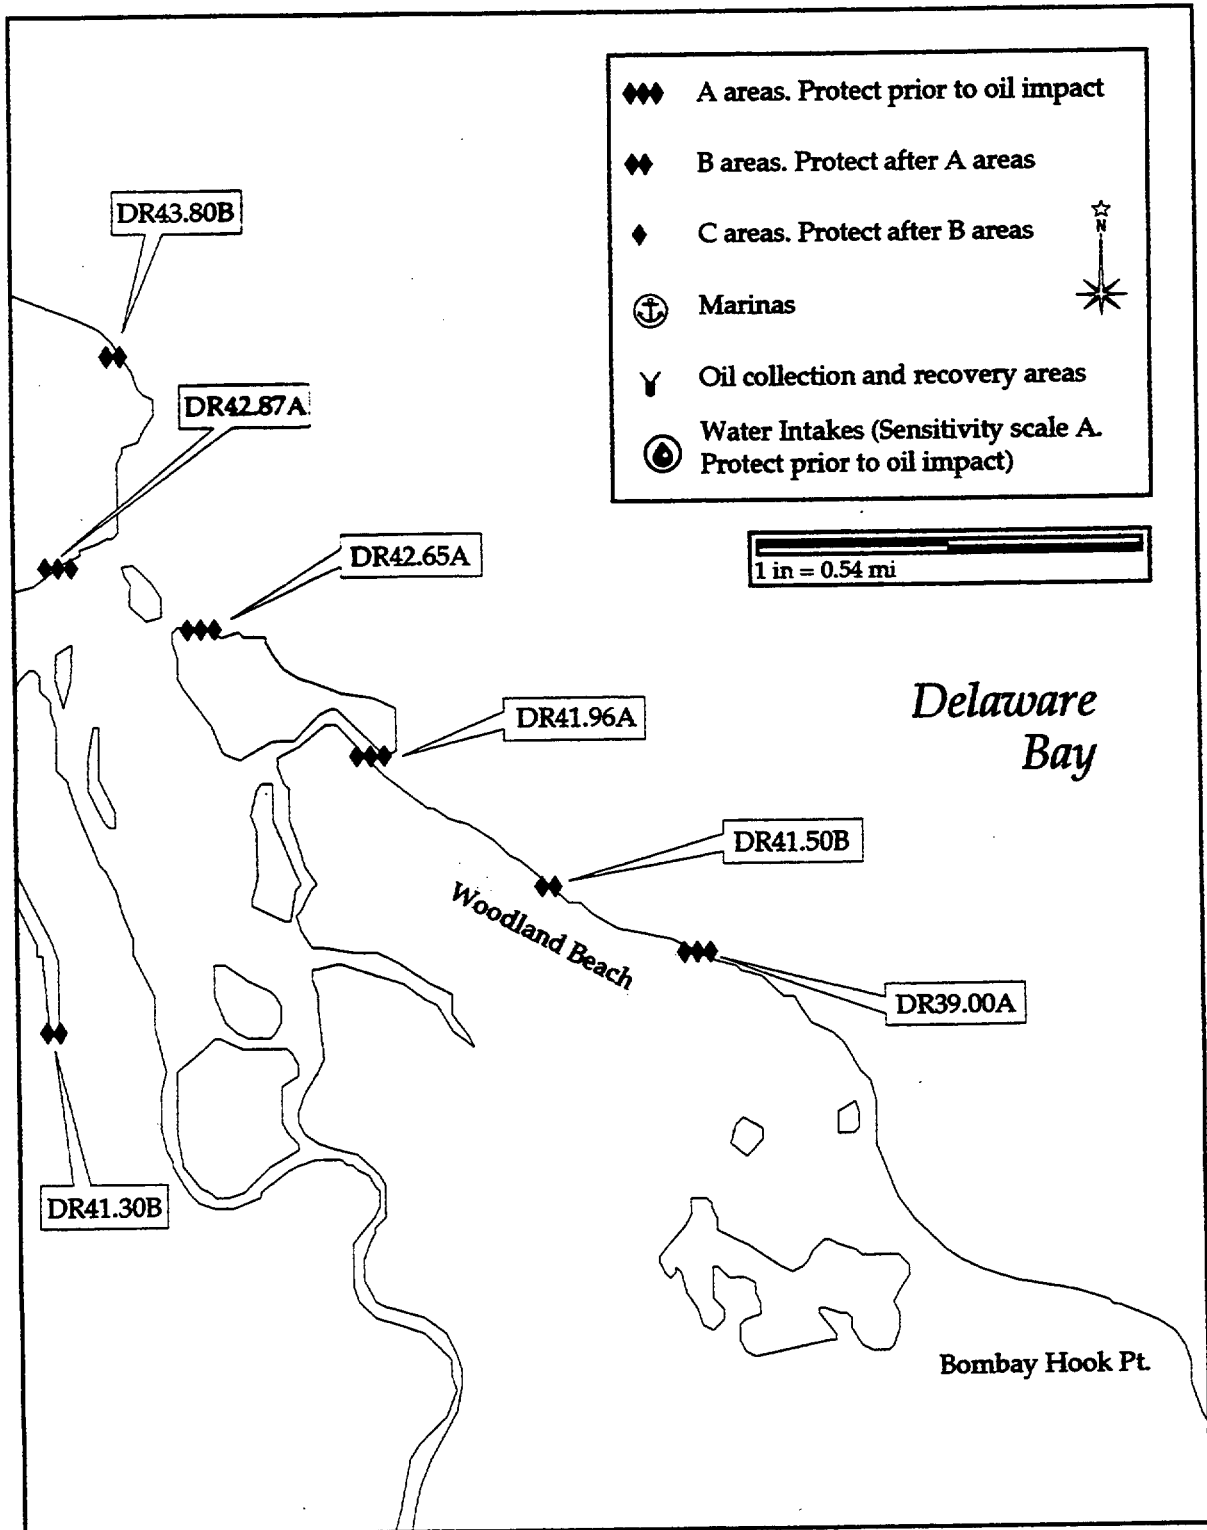 A areas. Protect prior to oil impact
B areas. Protect after A areas
C areas. Protect after B areas
N
Marinas
Oil collection and recovery areas
Water Intakes (Sensitivity scale A.
Protect prior to oil impact)
1 in = 0.54 mi
DR43.80B
DR42.87A
DR42.65A
DR41.96A
Delaware
Bay
DR41.50B
Woodland Beach
DR39.00A
DR41.30B
Bombay Hook Pt.